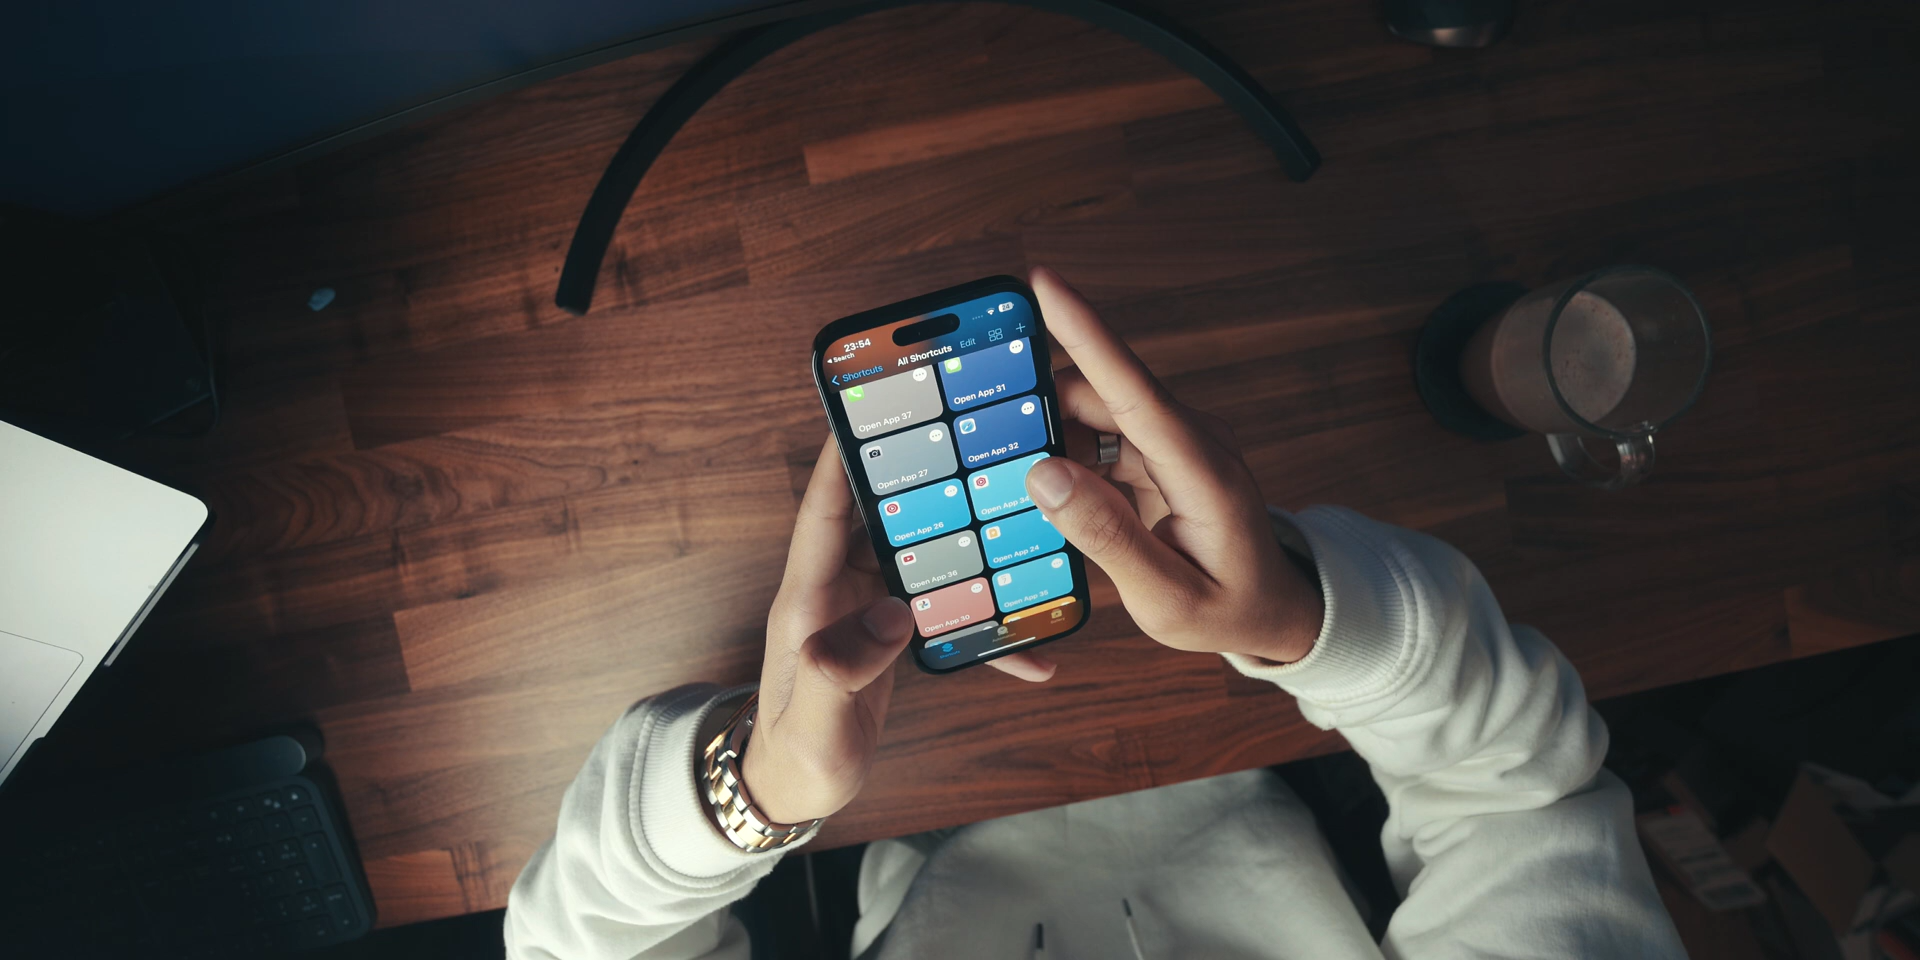 23:54
Search
Edit
Shortcuts
All Shortcuts
Open App 37
Open App 31
Open App 27
Open App 32
Open App 26
Open App 34
Open App 36
Open App 24
Open App 30
Open App 35
Shortcuts